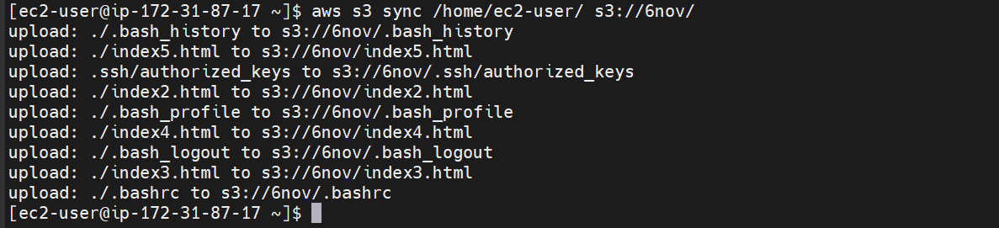 [ec2-user@ip-172-31-87-17 ~]$ aws s3 sync /home/ec2-user/ s3://6nov/
upload: ./.bash_history to s3://6nov/.bash_history
upload: ./index5.html to s3://6nov/index5.html
upload: .ssh/authorized_keys to s3://6nov/.ssh/authorized_keys
upload: ./index2.html to s3://6nov/index2.html
upload: ./.bash_profile to s3://6nov/.bash_profile
upload: ./index4.html to s3://6nov/index4.html
upload: ./.bash_logout to s3://6nov/.bash_logout
upload: ./index3.html to s3://6nov/index3.html
upload: ./.bashrc to s3://6nov/.bashrc
[ec2-user@ip-172-31-87-17 ~]$